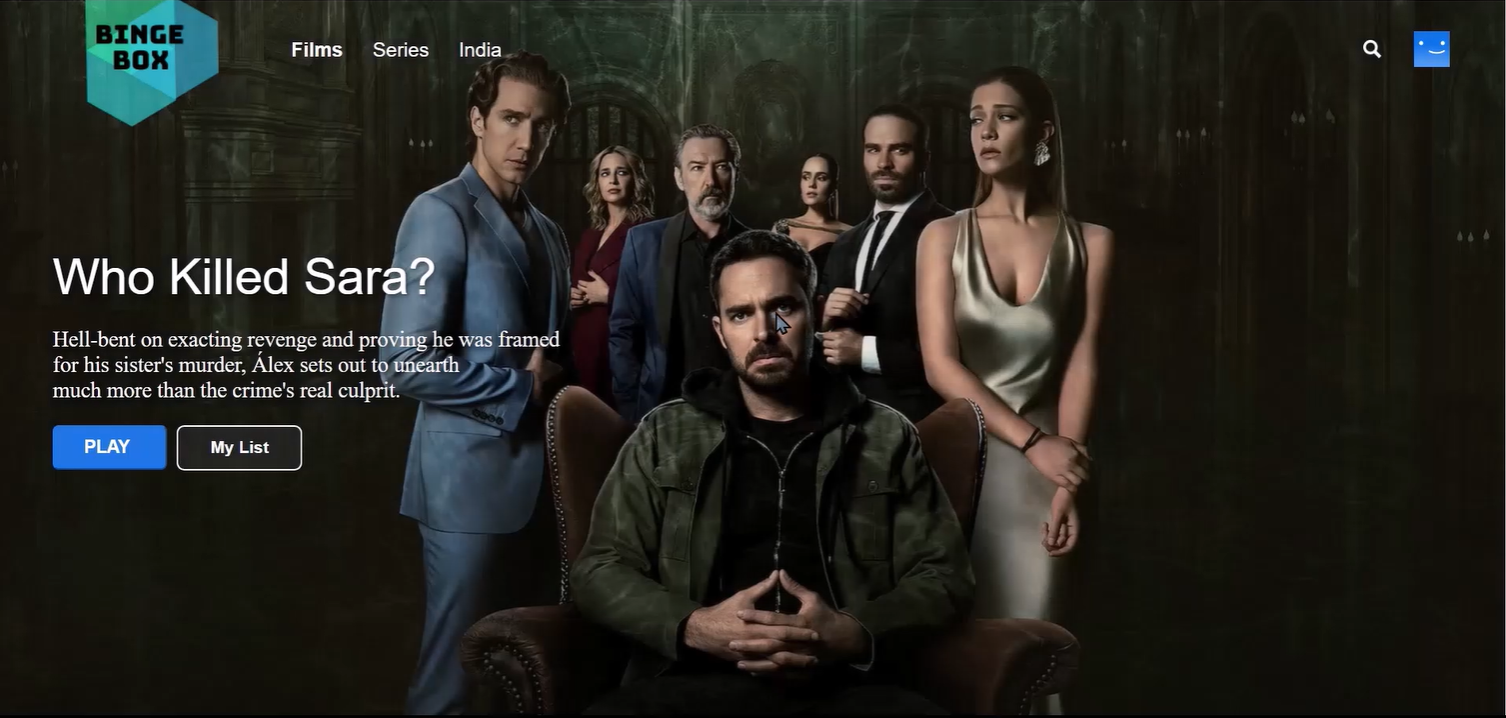 BINGE
BOX
Films Series India
Who Killed Sara?
Hell-bent on exacting revenge and proving he was framed
for his sister's murder, Álex sets out to unearth
much more than the crime's real culprit.
PLAY My List